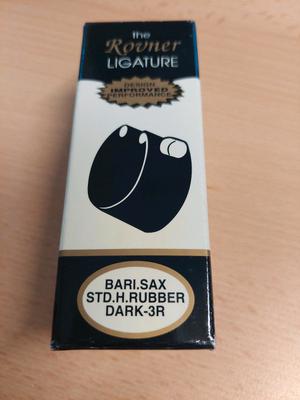 the
Rovner
LIGATURE
DESIGN
IMPROVED
PERFORMANCE
BARI.SAX
STD.H.RUBBER
DARK-3R